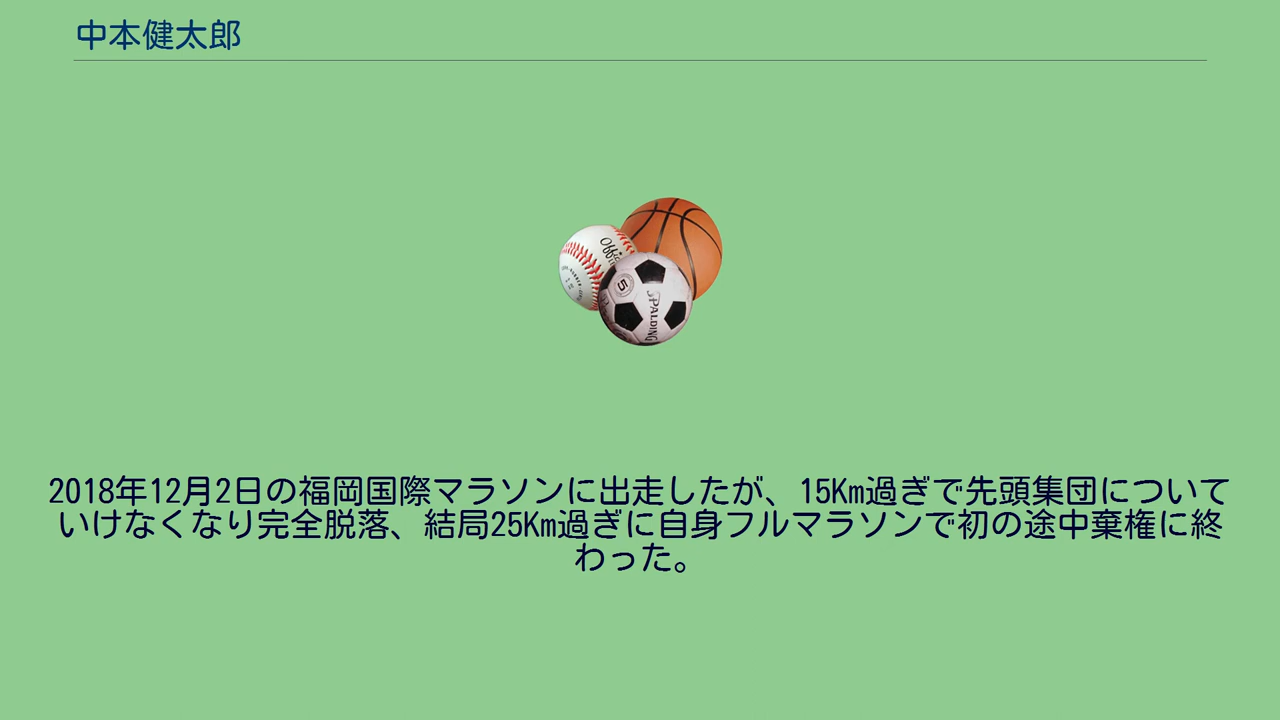 中本健太郎
Offi
5
SPALDING
2018年12月2日の福岡国際マラソンに出走したが、15Km過ぎで先頭集団について
いけなくなり完全脱落、結局25Km過ぎに自身フルマラソンで初の途中棄権に終
わった。